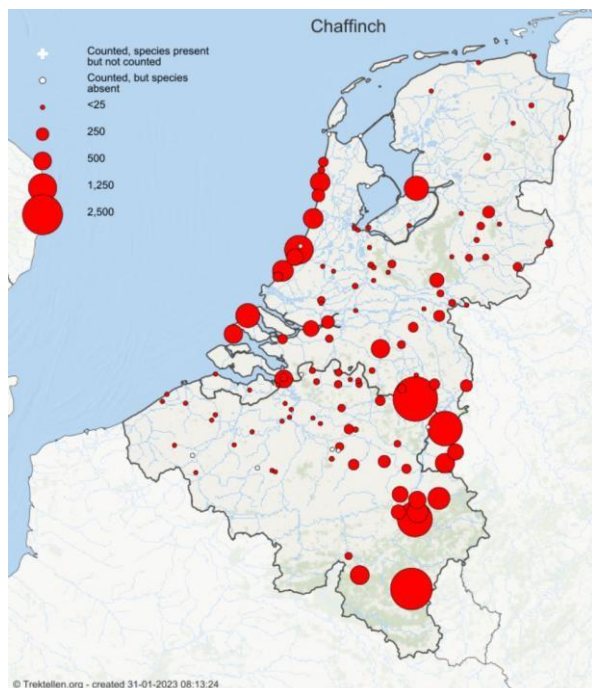 Chaffinch
Counted, species present
but not counted
Counted, but species
absent
<25
250
500
1,250
2,500
© Trektellen.org - created 31-01-2023 08:13:24